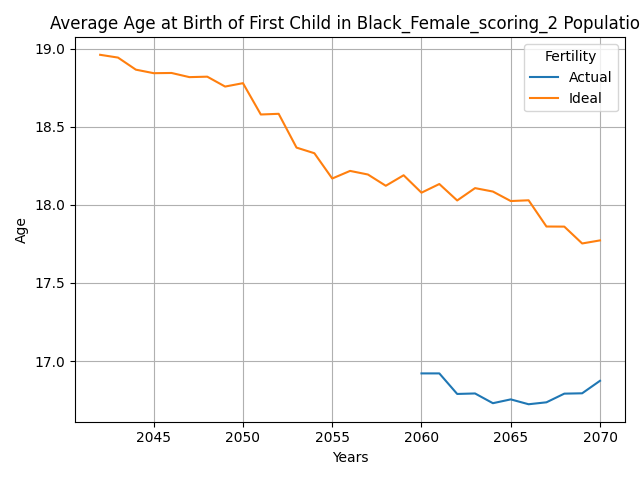 Average Age at Birth of First Child in Black_Female_scoring_2 Populatio
19.0
18.5
18.0
17.5
17.0
Age
Fertility
Actual
Ideal
2045 2050 2055 2060 2065 2070
Years